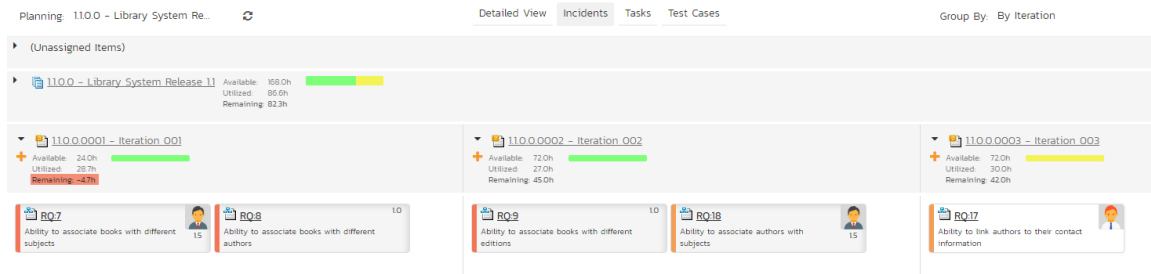 Planning: 1.1.0.0 - Library System Re...
Detailed View Incidents Tasks Test Cases
Group By: By Iteration
(Unassigned Items)
1.1.0.0 - Library System Release 1.1
Available: 168.0h
Utilized: 86.6h
Remaining: 82.3h
1.1.0.0.0001 - Iteration 001
Available: 24.0h
Utilized: 28.7h
Remaining: -4.7h
1.1.0.0.0002 - Iteration 002
Available: 72.0h
Utilized: 27.0h
Remaining: 45.0h
1.1.0.0.0003 - Iteration 003
Available: 72.0h
Utilized: 30.0h
Remaining: 42.0h
RQ:7
Ability to associate books with different
subjects
1.5
RQ:8
1.0
Ability to associate books with different
authors
RQ:9
1.0
Ability to associate books with different
editions
RQ:18
Ability to associate authors with
subjects
1.5
RQ:17
Ability to link authors to their contact
information